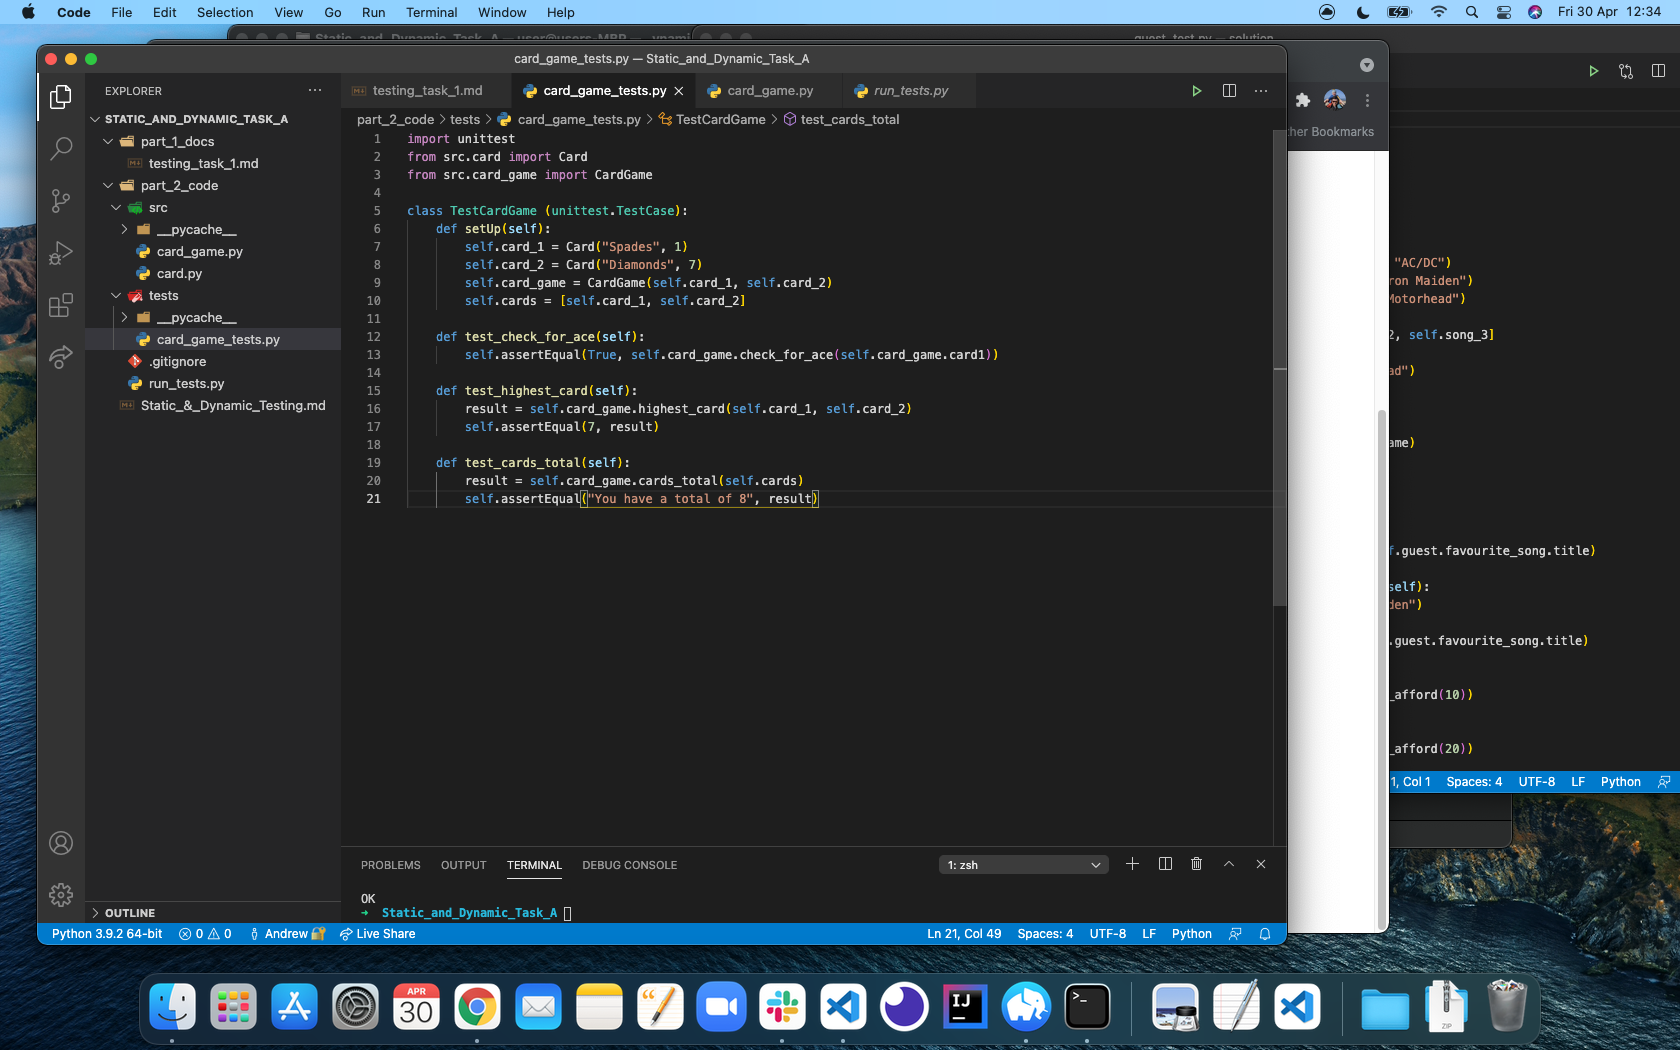 Code File Edit Selection View Go Run Terminal Window Help Fri 30 Apr 12:34
Static_and_Dynamic_Task_A — user@users-MBP
guest_test.py — solution
card_game_tests.py — Static_and_Dynamic_Task_A
EXPLORER
testing_task_1.md card_game_tests.py card_game.py run_tests.py
part_2_code > tests > card_game_tests.py > TestCardGame > test_cards_total
STATIC_AND_DYNAMIC_TASK_A
part_1_docs
testing_task_1.md
part_2_code
src
__pycache__
card_game.py
card.py
tests
__pycache__
card_game_tests.py
.gitignore
run_tests.py
Static_&_Dynamic_Testing.md
OUTLINE
1 import unittest
2 from src.card import Card
3 from src.card_game import CardGame
4
5 class TestCardGame (unittest.TestCase):
6 def setUp(self):
7 self.card_1 = Card("Spades", 1)
8 self.card_2 = Card("Diamonds", 7)
9 self.card_game = CardGame(self.card_1, self.card_2)
10 self.cards = [self.card_1, self.card_2]
11
12 def test_check_for_ace(self):
13 self.assertEqual(True, self.card_game.check_for_ace(self.card_game.card1))
14
15 def test_highest_card(self):
16 result = self.card_game.highest_card(self.card_1, self.card_2)
17 self.assertEqual(7, result)
18
19 def test_cards_total(self):
20 result = self.card_game.cards_total(self.cards)
21 self.assertEqual("You have a total of 8", result)
PROBLEMS OUTPUT TERMINAL DEBUG CONSOLE 1: zsh
OK
→ Static_and_Dynamic_Task_A
Python 3.9.2 64-bit 0 0 Andrew Live Share Ln 21, Col 49 Spaces: 4 UTF-8 LF Python
her Bookmarks
"AC/DC")
ron Maiden")
Motorhead")
2, self.song_3]
ad")
ame)
f.guest.favourite_song.title)
self):
den")
.guest.favourite_song.title)
_afford(10))
_afford(20))
1, Col 1 Spaces: 4 UTF-8 LF Python
APR
30
IJ
ZIP